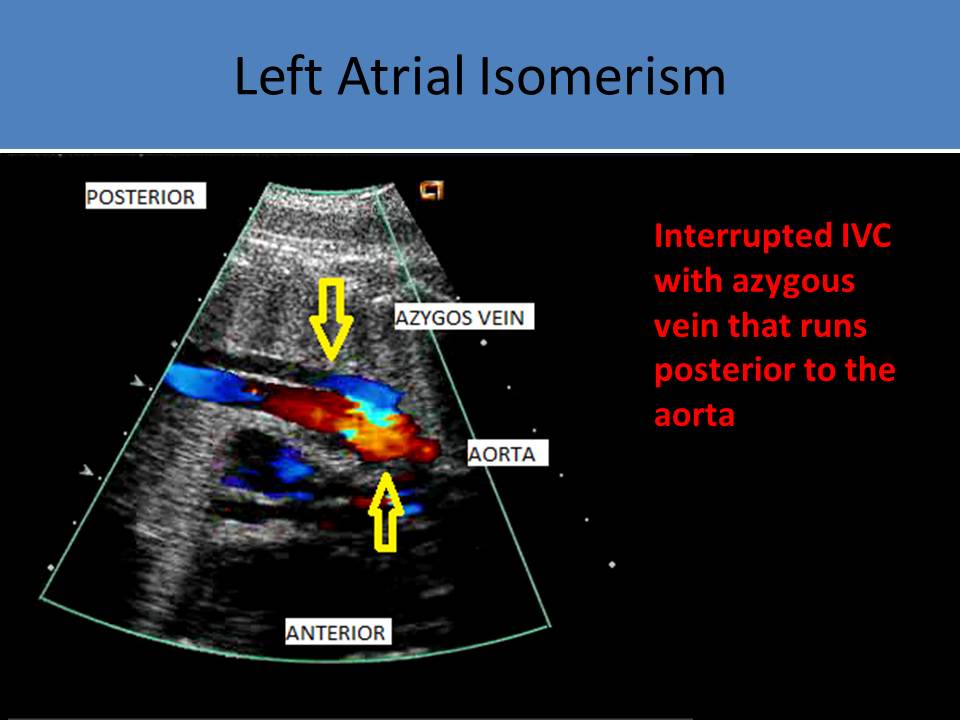 Left Atrial Isomerism
POSTERIOR
Interrupted IVC
with azygous
vein that runs
posterior to the
aorta
AZYGOS VEIN
AORTA
ANTERIOR